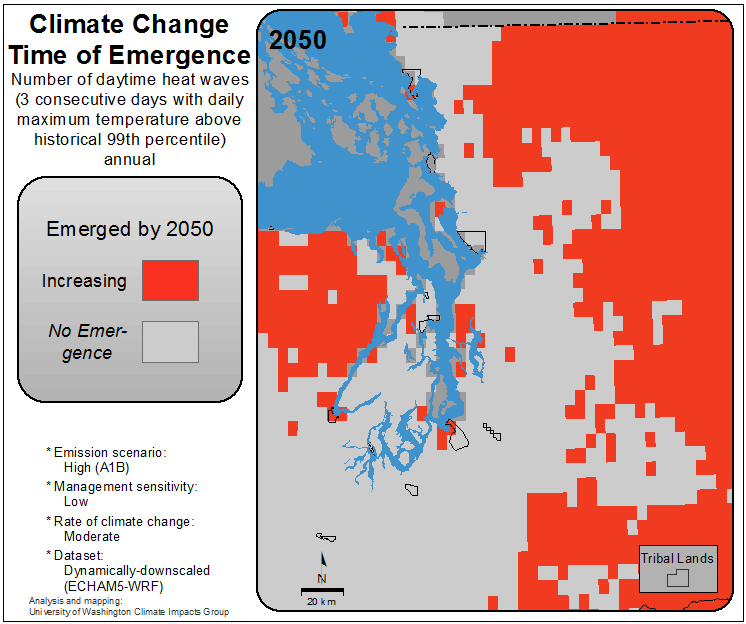 Climate Change
Time of Emergence
Number of daytime heat waves
(3 consecutive days with daily
maximum temperature above
historical 99th percentile)
annual
Emerged by 2050
Increasing
No Emer-
gence
* Emission scenario:
High (A1B)
* Management sensitivity:
Low
* Rate of climate change:
Moderate
* Dataset:
Dynamically-downscaled
(ECHAM5-WRF)
Analysis and mapping:
University of Washington Climate Impacts Group
2050
N
20 km
Tribal Lands